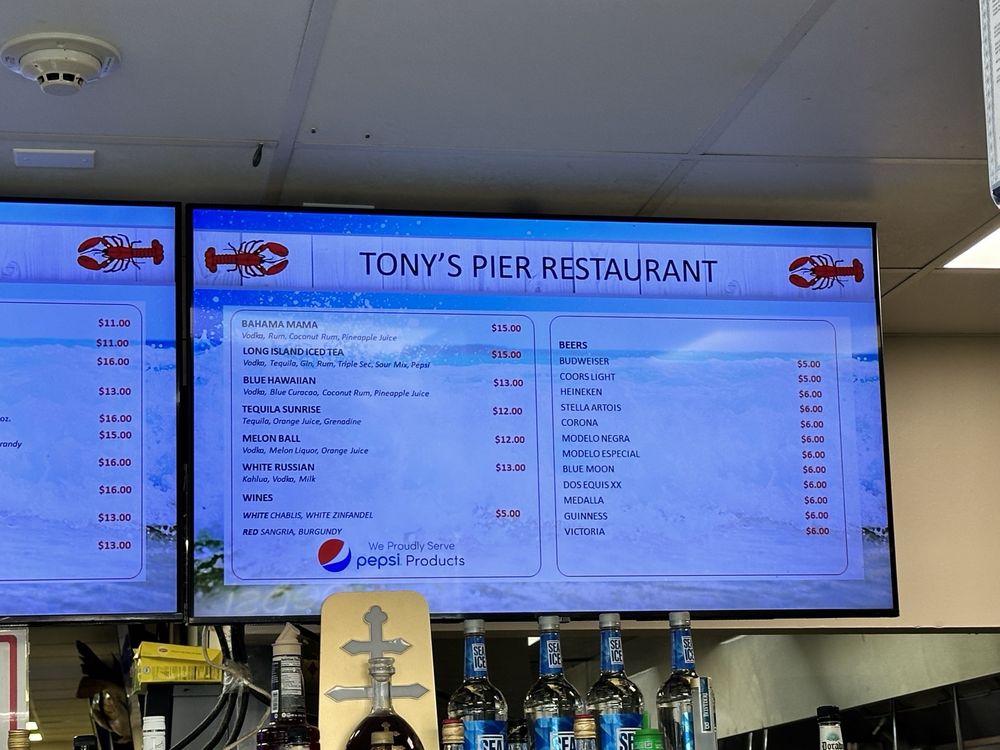 TONY'S PIER RESTAURANT
$11.00
$11.00
$16.00
$13.00
oz.
$16.00
$15.00
randy
$16.00
$16.00
$13.00
$13.00
BAHAMA MAMA $15.00
Vodka, Rum, Coconut Rum, Pineapple Juice
LONG ISLAND ICED TEA $15.00
Vodka, Tequila, Gin, Rum, Triple Sec, Sour Mix, Pepsi
BLUE HAWAIIAN $13.00
Vodka, Blue Curacao, Coconut Rum, Pineapple Juice
TEQUILA SUNRISE $12.00
Tequila, Orange Juice, Grenadine
MELON BALL $12.00
Vodka, Melon Liquor, Orange Juice
WHITE RUSSIAN $13.00
Kahlua, Vodka, Milk
WINES
WHITE CHABLIS, WHITE ZINFANDEL $5.00
RED SANGRIA, BURGUNDY
We Proudly Serve
pepsi Products
BEERS
BUDWEISER $5.00
COORS LIGHT $5.00
HEINEKEN $6.00
STELLA ARTOIS $6.00
CORONA $6.00
MODELO NEGRA $6.00
MODELO ESPECIAL $6.00
BLUE MOON $6.00
DOS EQUIS XX $6.00
MEDALLA $6.00
GUINNESS $6.00
VICTORIA $6.00
SEA ICE
SEA ICE
SEA ICE
SEA ICE
SEA
SEA
SE